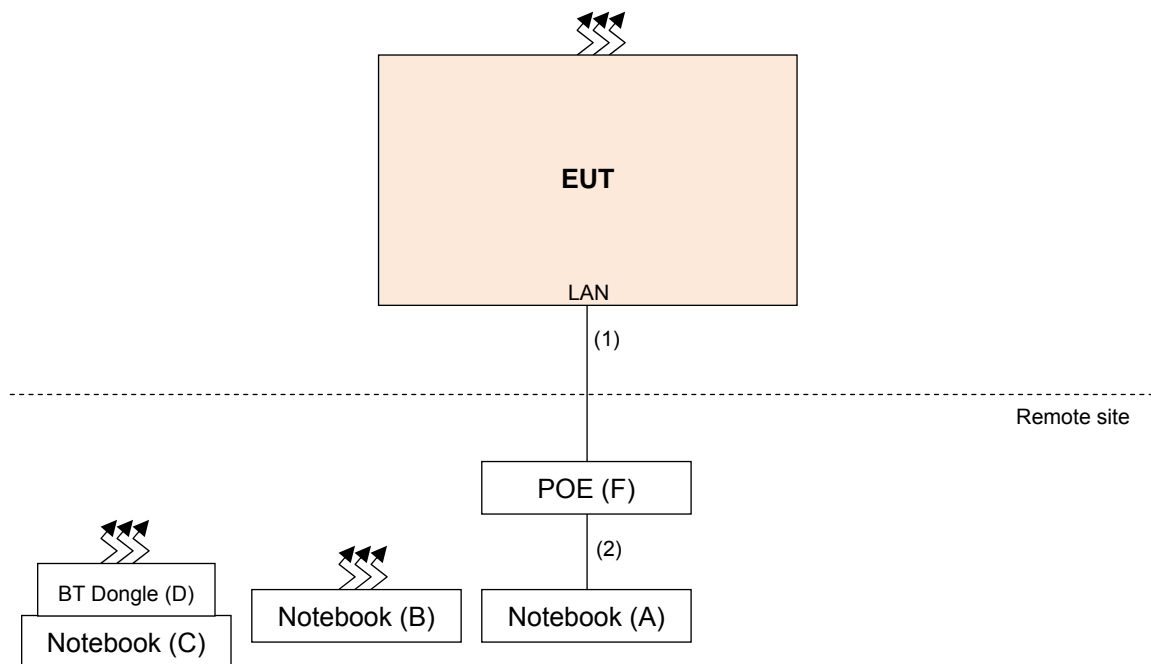 EUT
LAN
(1)
Remote site
POE (F)
(2)
BT Dongle (D)
Notebook (B)
Notebook (A)
Notebook (C)